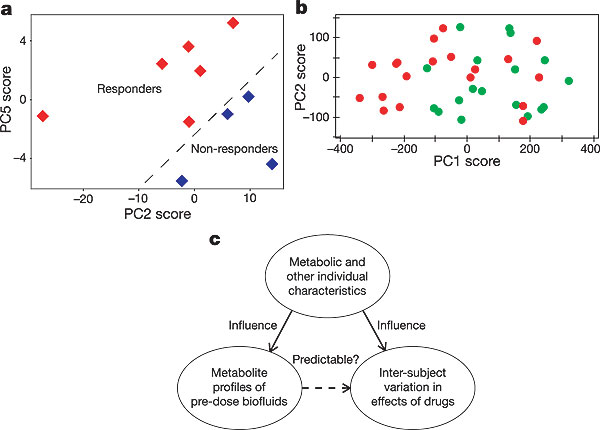 a
4
0
−4
PC5 score
Responders
Non-responders
−20
−10
0
10
PC2 score
b
100
0
−100
PC2 score
−400
−200
0
200
400
PC1 score
c
Metabolic and
other individual
characteristics
Influence
Influence
Predictable?
Metabolite
profiles of
pre-dose biofluids
Inter-subject
variation in
effects of drugs